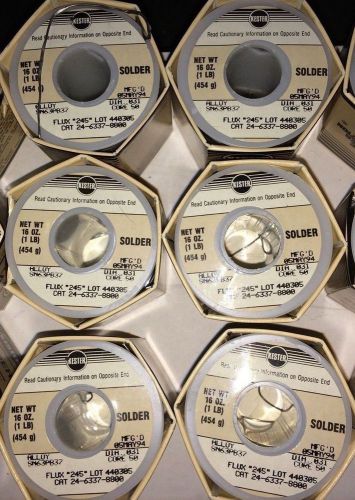 KESTER
Read Cautionary Information on Opposite End
NET WT
16 OZ.
(1 LB)
(454 g)
SOLDER
MFG'D
05MAY94
ALLOY
SN63PB37
DIA .031
CORE 50
FLUX "245" LOT 440305
CAT 24-6337-8800
KESTER
Read Cautionary Information on Opposite End
NET WT
16 OZ.
(1 LB)
(454 g)
SOLDER
MFG'D
05MAY94
ALLOY
SN63PB37
DIA .031
CORE 50
FLUX "245" LOT 440305
CAT 24-6337-8800
KESTER
Read Cautionary Information on Opposite End
NET WT
16 OZ.
(1 LB)
(454 g)
SOLDER
MFG'D
05MAY94
ALLOY
SN63PB37
DIA .031
CORE 50
FLUX "245" LOT 440305
CAT 24-6337-8800
KESTER
Read Cautionary Information on Opposite End
NET WT
16 OZ.
(1 LB)
(454 g)
SOLDER
MFG'D
05MAY94
ALLOY
SN63PB37
DIA .031
CORE 50
FLUX "245" LOT 440305
CAT 24-6337-8800
KESTER
Read Cautionary Information on Opposite End
NET WT
16 OZ.
(1 LB)
(454 g)
SOLDER
MFG'D
05MAY94
ALLOY
SN63PB37
DIA .031
CORE 50
FLUX "245" LOT 440305
CAT 24-6337-8800
KESTER
Read Cautionary Information on Opposite End
NET WT
16 OZ.
(1 LB)
(454 g)
SOLDER
MFG'D
05MAY94
ALLOY
SN63PB37
DIA .031
CORE 50
FLUX "245" LOT 440305
CAT 24-6337-8800